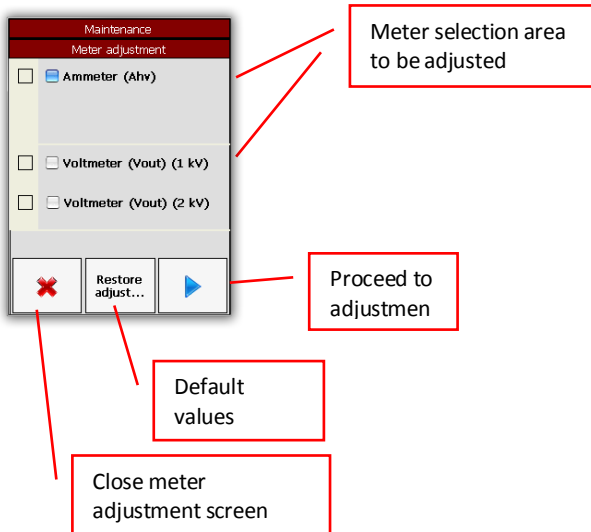 Maintenance
Meter adjustment
Ammeter (Ahv)
Voltmeter (Vout) (1 kV)
Voltmeter (Vout) (2 kV)
Restore
adjust...
Meter selection area
to be adjusted
Proceed to
adjustmen
Default
values
Close meter
adjustment screen